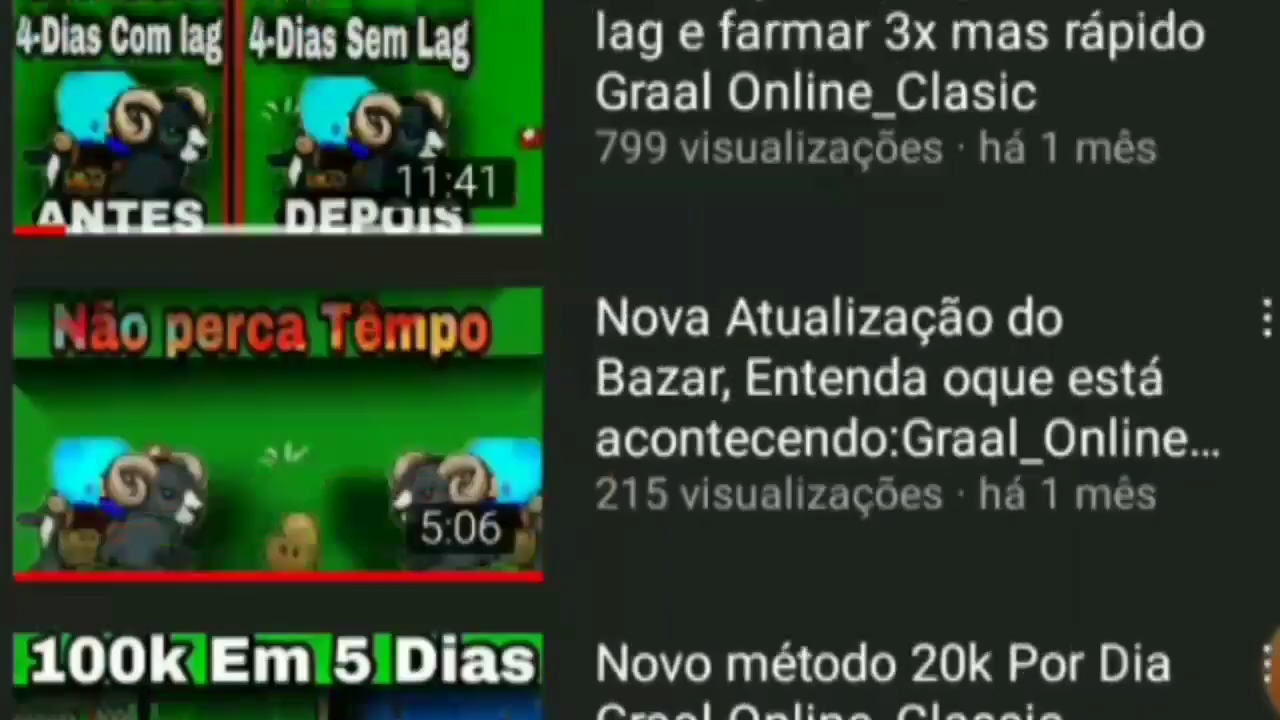 4-Dias Com lag
4-Dias Sem Lag
11:41
ANTES
DEPOIS
lag e farmar 3x mas rápido
Graal Online_Clasic
799 visualizações · há 1 mês
Não perca Têmpo
5:06
Nova Atualização do
Bazar, Entenda oque está
acontecendo:Graal_Online...
215 visualizações · há 1 mês
100k Em 5 Dias
Novo método 20k Por Dia
Graal Online_Classic